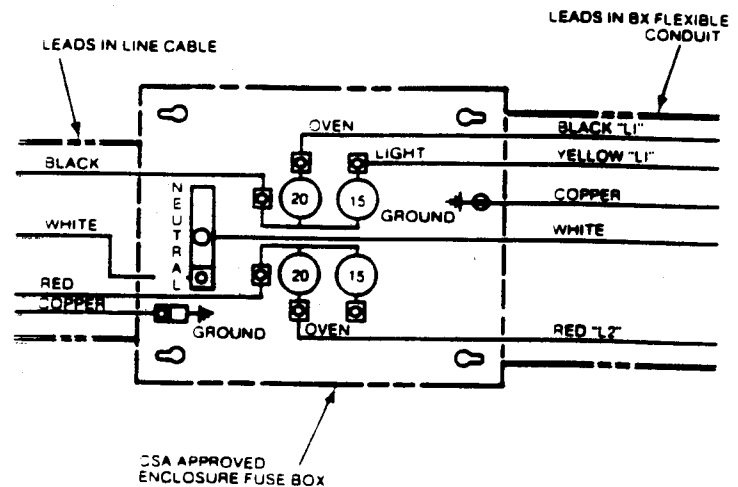 LEADS IN BX FLEXIBLE
CONDUIT
LEADS IN LINE CABLE
OVEN
BLACK "L1"
LIGHT
YELLOW "L1"
BLACK
NEUTRAL
20
15
GROUND
COPPER
WHITE
WHITE
20
15
RED
COPPER
GROUND
OVEN
RED "L2"
CSA APPROVED
ENCLOSURE FUSE BOX